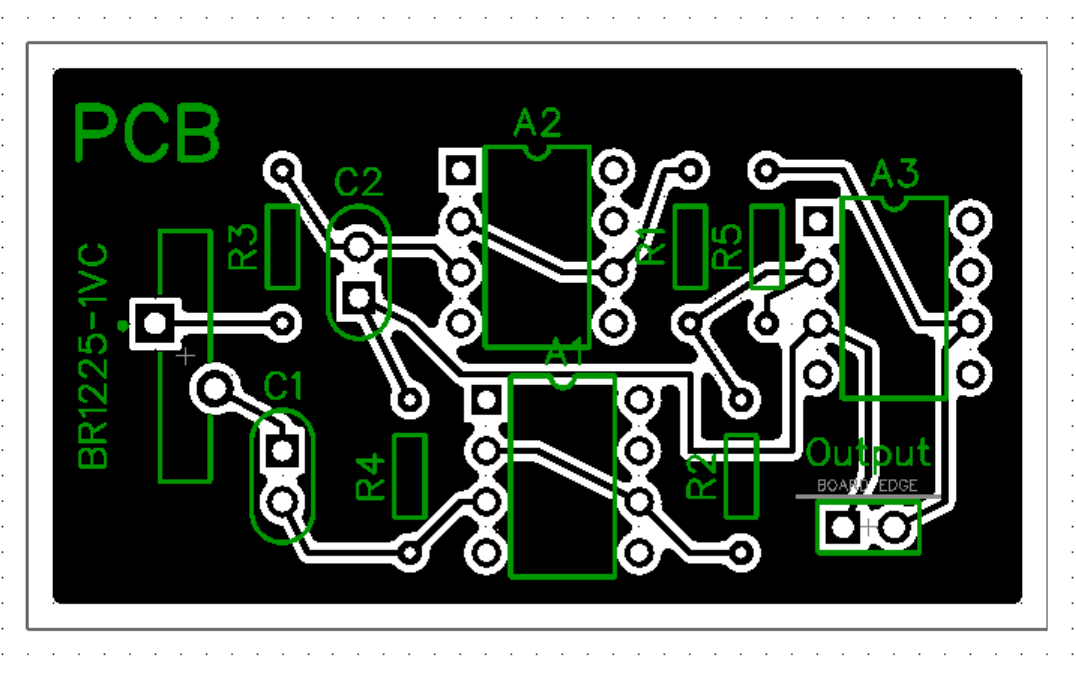 PCB
A2
C2
A3
R3
R1
R5
BR1225-1VC
A1
C1
R4
R2
Output
BOARD EDGE